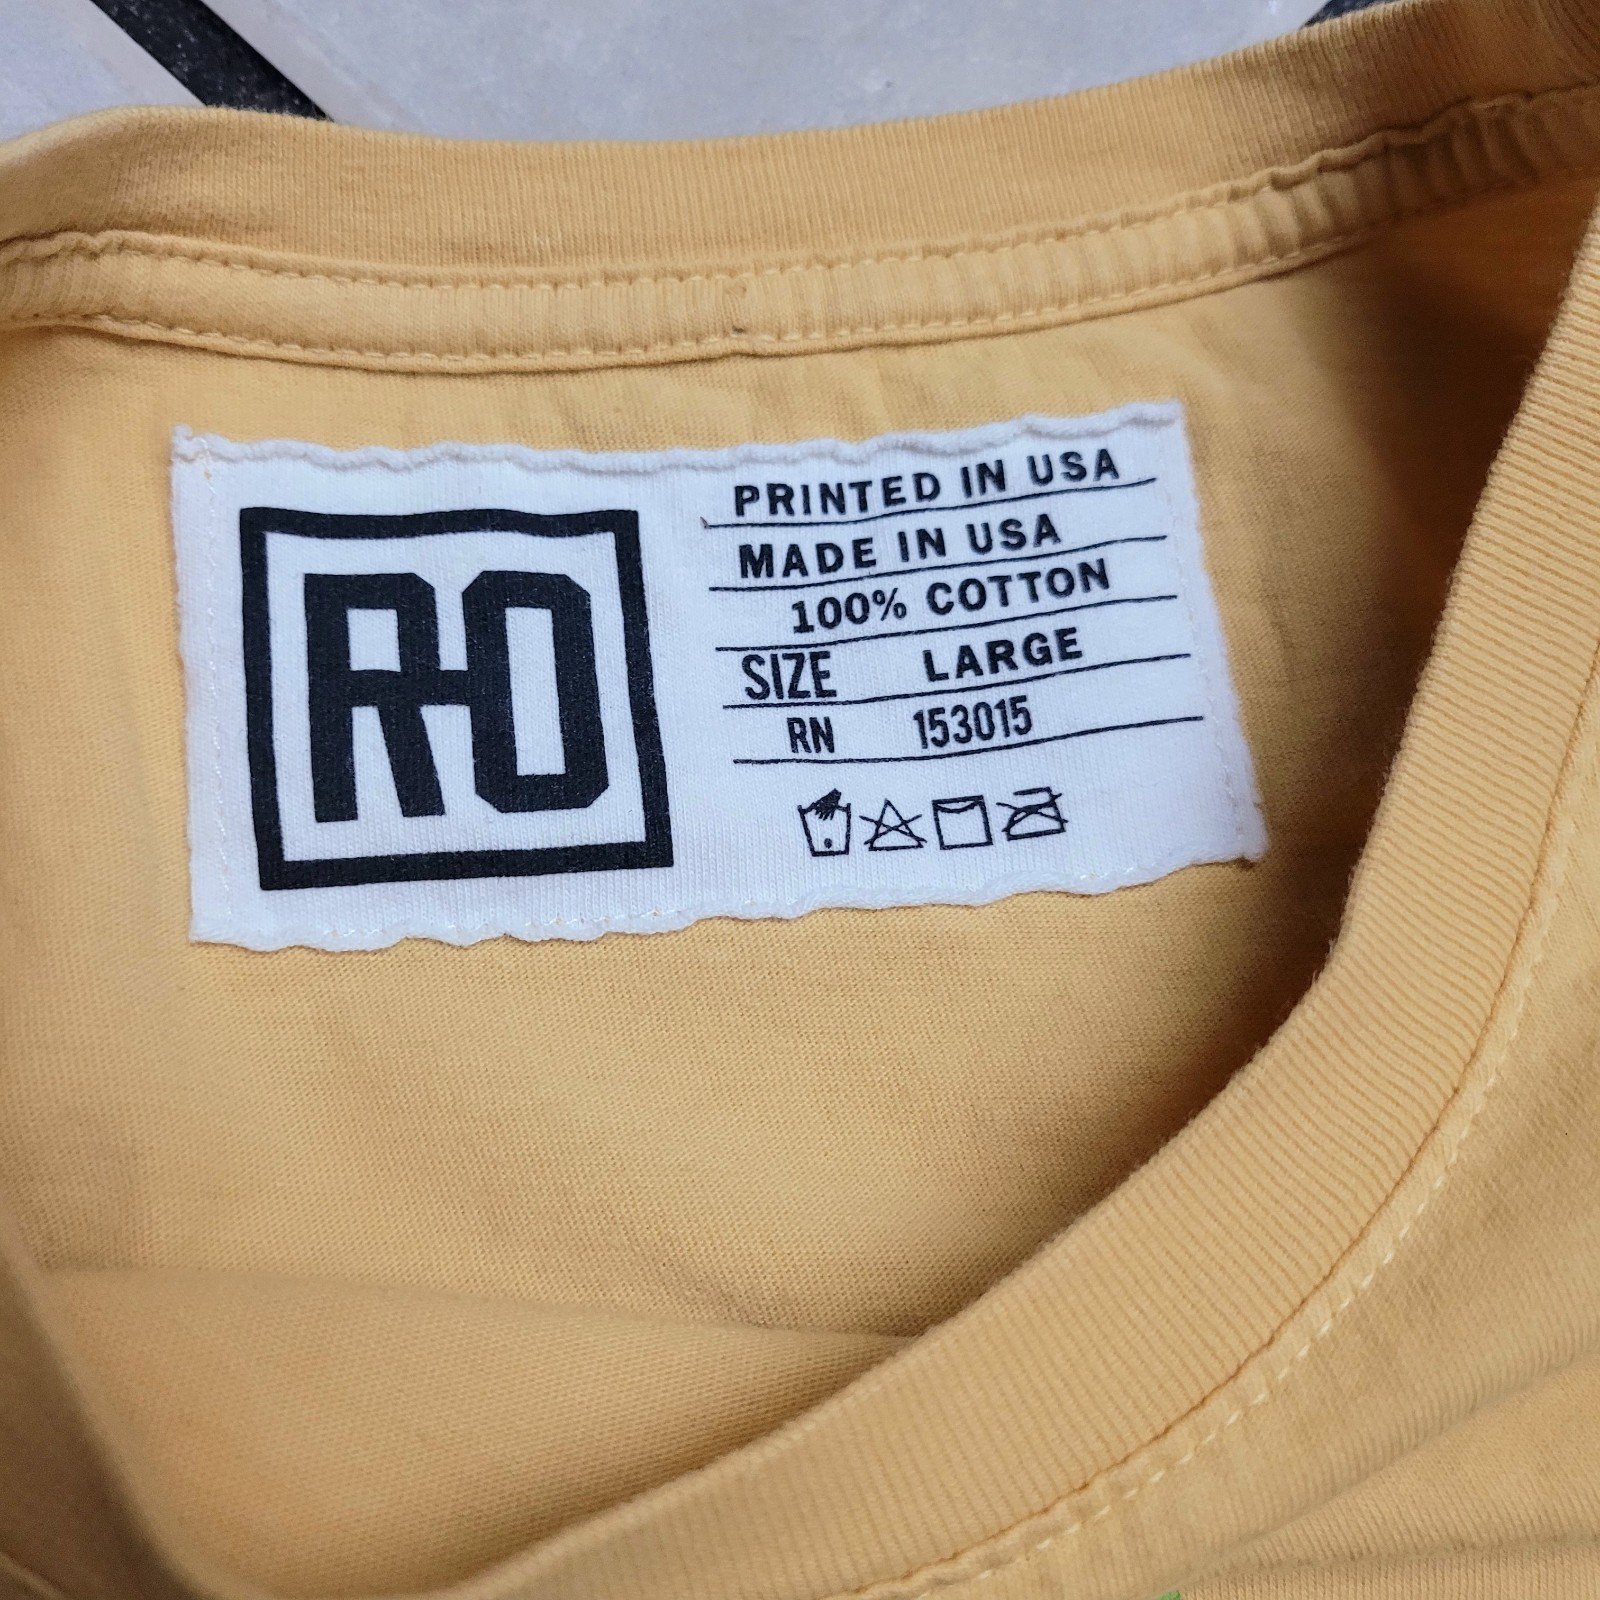 RO
PRINTED IN USA
MADE IN USA
100% COTTON
SIZE LARGE
RN 153015